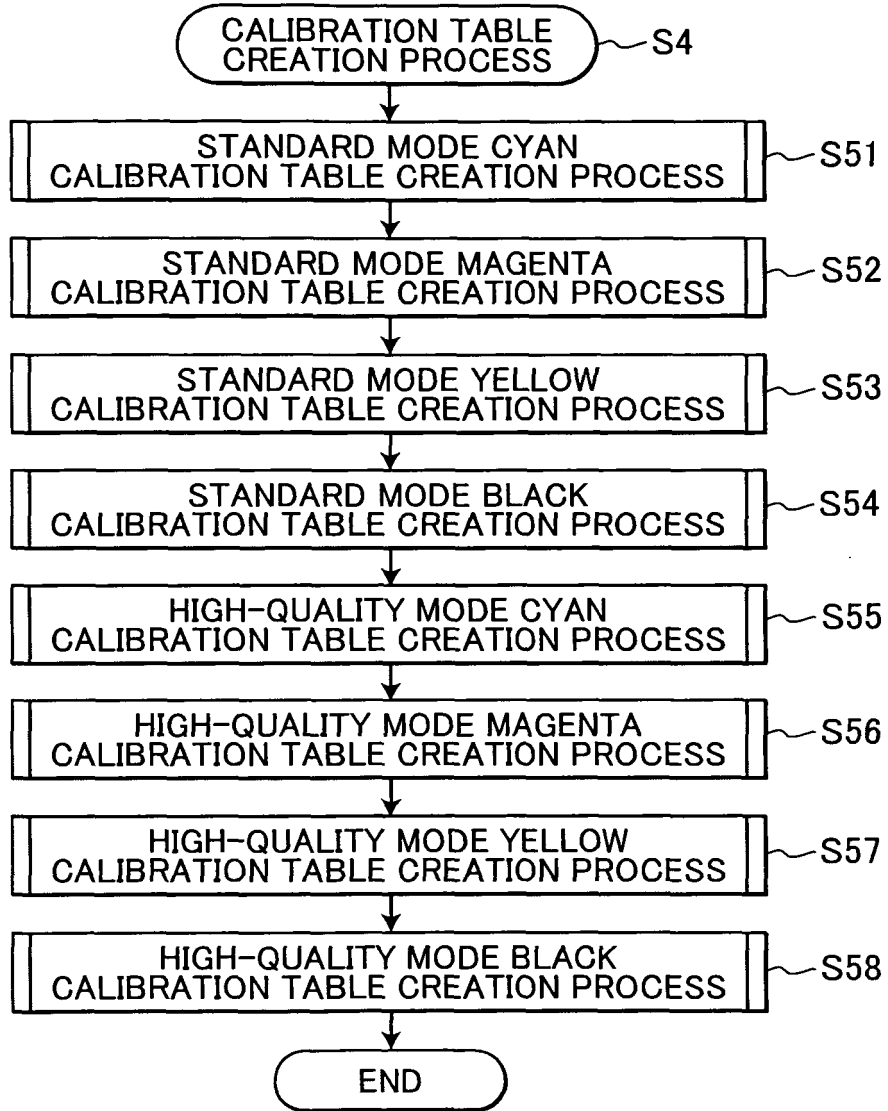 CALIBRATION TABLE
CREATION PROCESS
S4
STANDARD MODE CYAN
CALIBRATION TABLE CREATION PROCESS
S51
STANDARD MODE MAGENTA
CALIBRATION TABLE CREATION PROCESS
S52
STANDARD MODE YELLOW
CALIBRATION TABLE CREATION PROCESS
S53
STANDARD MODE BLACK
CALIBRATION TABLE CREATION PROCESS
S54
HIGH-QUALITY MODE CYAN
CALIBRATION TABLE CREATION PROCESS
S55
HIGH-QUALITY MODE MAGENTA
CALIBRATION TABLE CREATION PROCESS
S56
HIGH-QUALITY MODE YELLOW
CALIBRATION TABLE CREATION PROCESS
S57
HIGH-QUALITY MODE BLACK
CALIBRATION TABLE CREATION PROCESS
S58
END